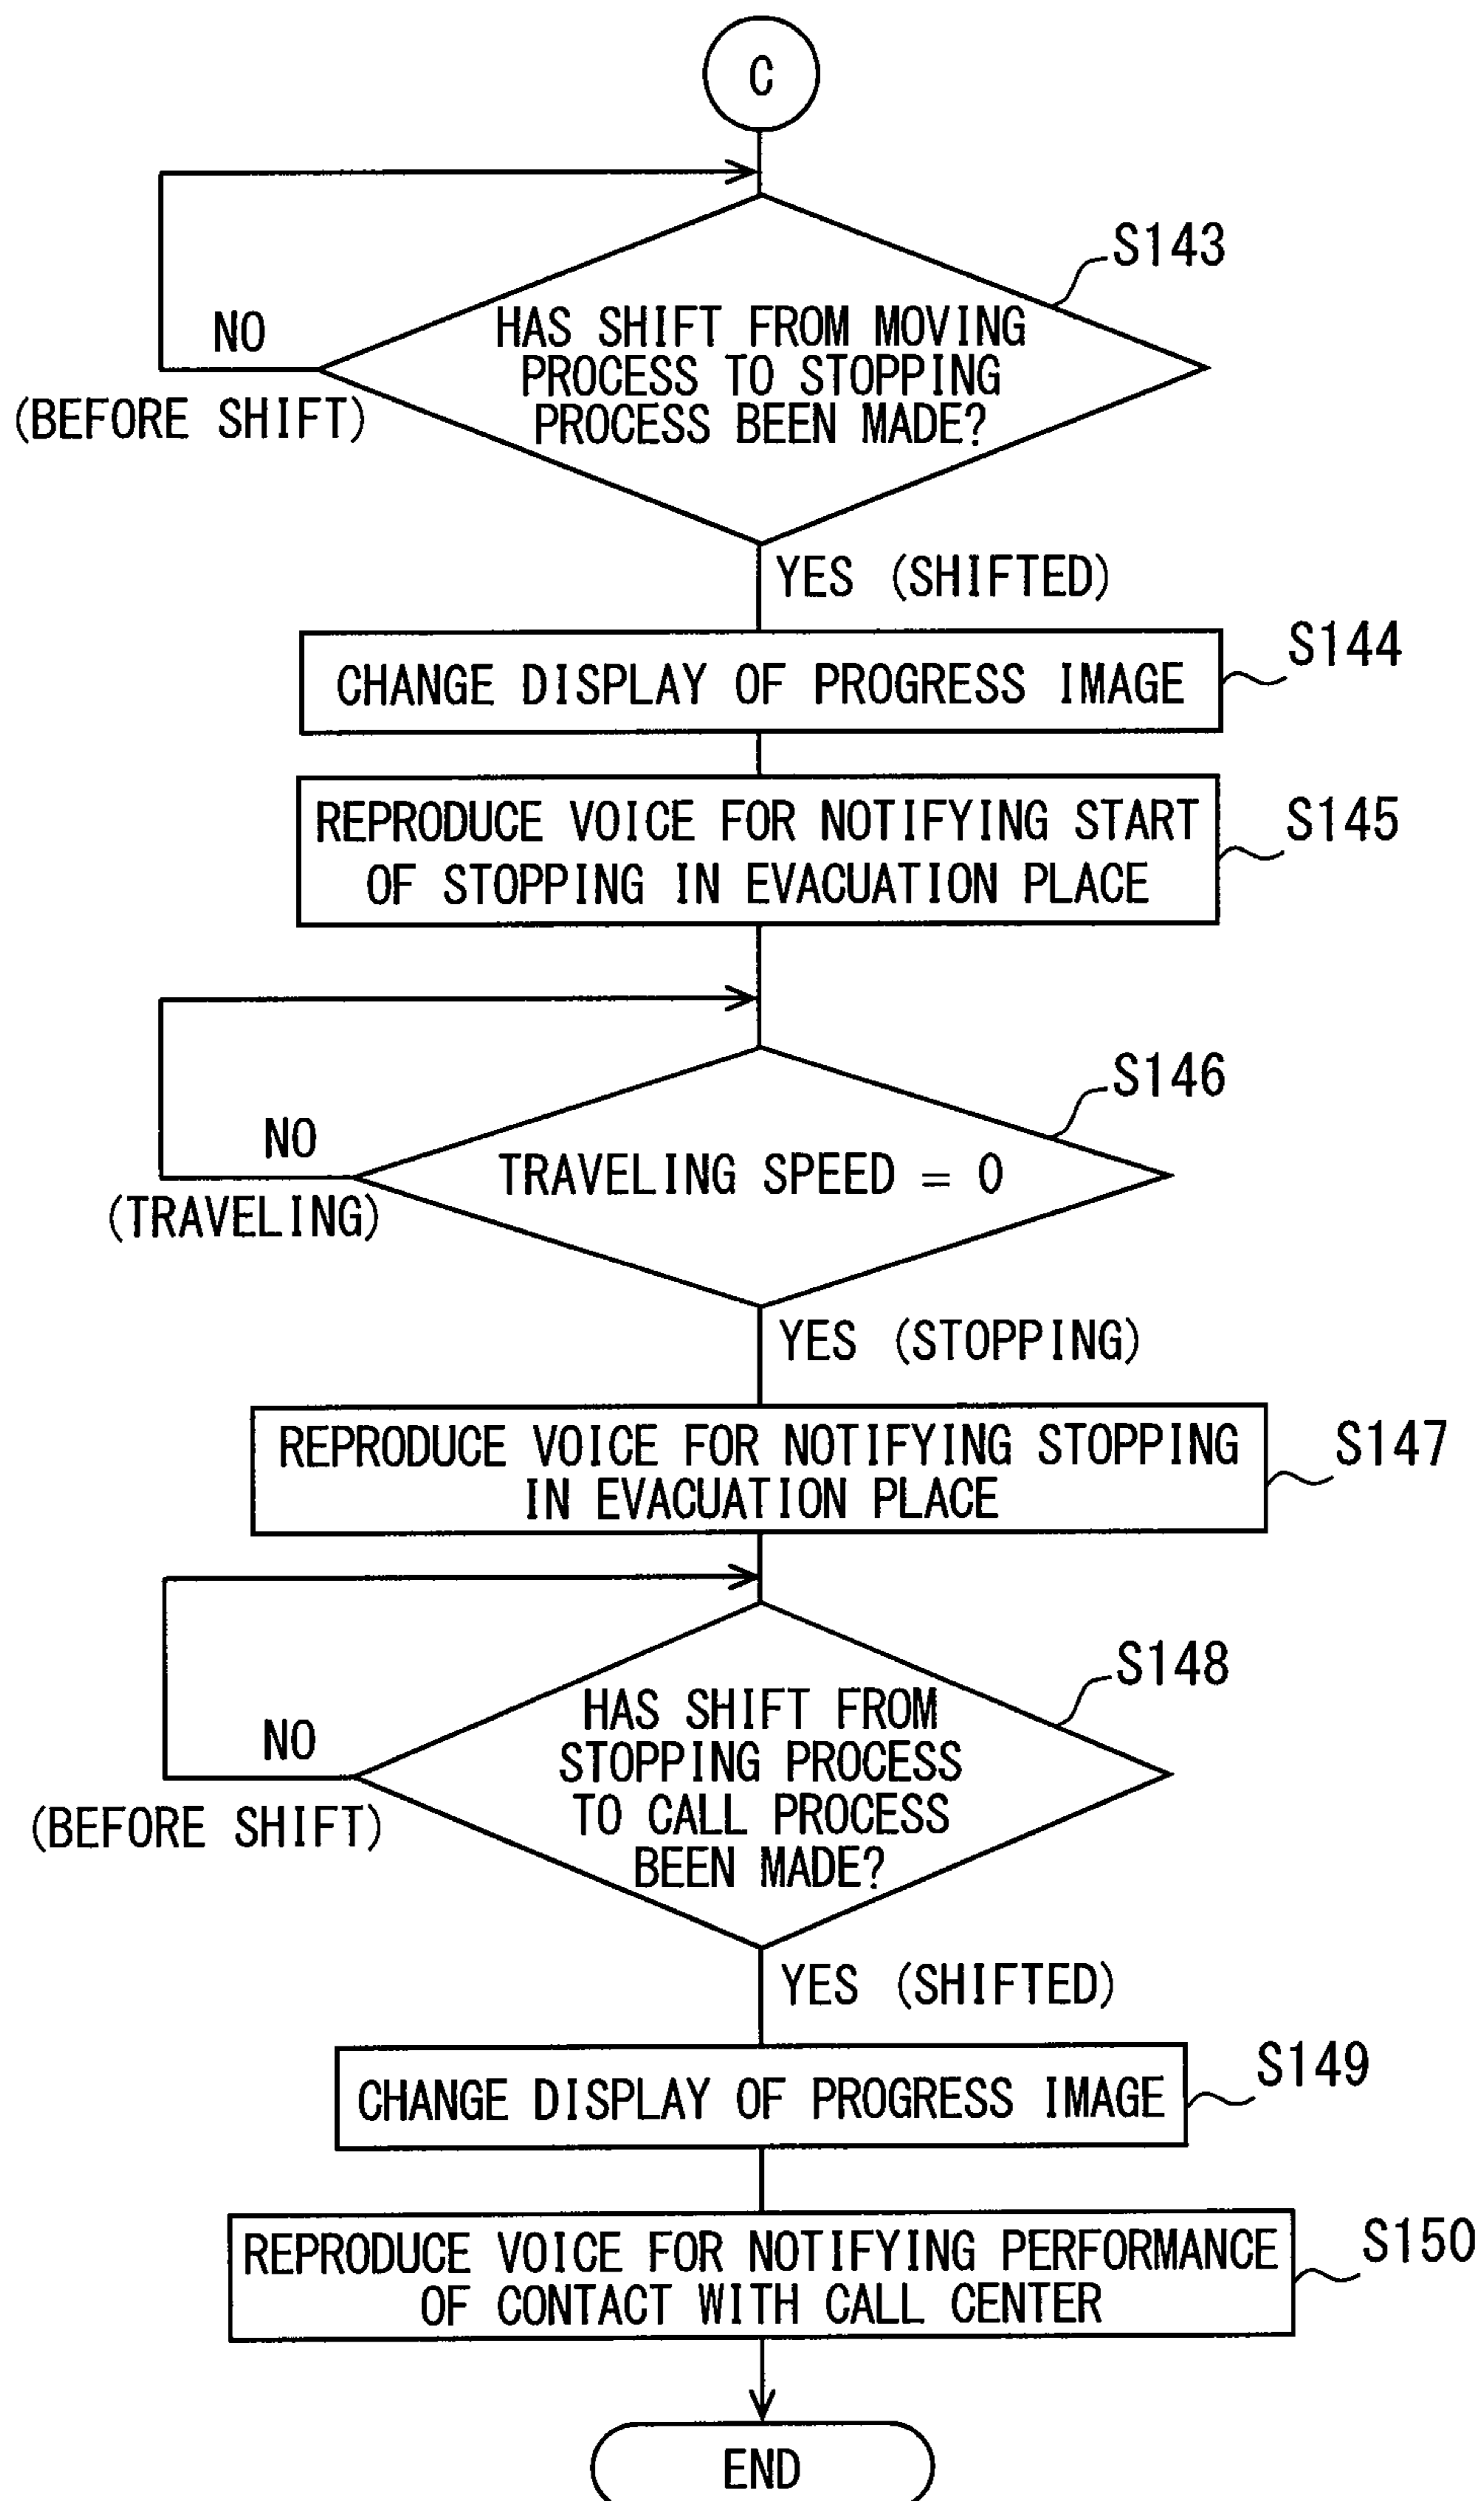 C
S143
HAS SHIFT FROM MOVING
PROCESS TO STOPPING
PROCESS BEEN MADE?
NO
(BEFORE SHIFT)
YES (SHIFTED)
S144
CHANGE DISPLAY OF PROGRESS IMAGE
S145
REPRODUCE VOICE FOR NOTIFYING START
OF STOPPING IN EVACUATION PLACE
S146
NO
TRAVELING SPEED = 0
(TRAVELING)
YES (STOPPING)
S147
REPRODUCE VOICE FOR NOTIFYING STOPPING
IN EVACUATION PLACE
S148
HAS SHIFT FROM
STOPPING PROCESS
TO CALL PROCESS
BEEN MADE?
NO
(BEFORE SHIFT)
YES (SHIFTED)
S149
CHANGE DISPLAY OF PROGRESS IMAGE
S150
REPRODUCE VOICE FOR NOTIFYING PERFORMANCE
OF CONTACT WITH CALL CENTER
END